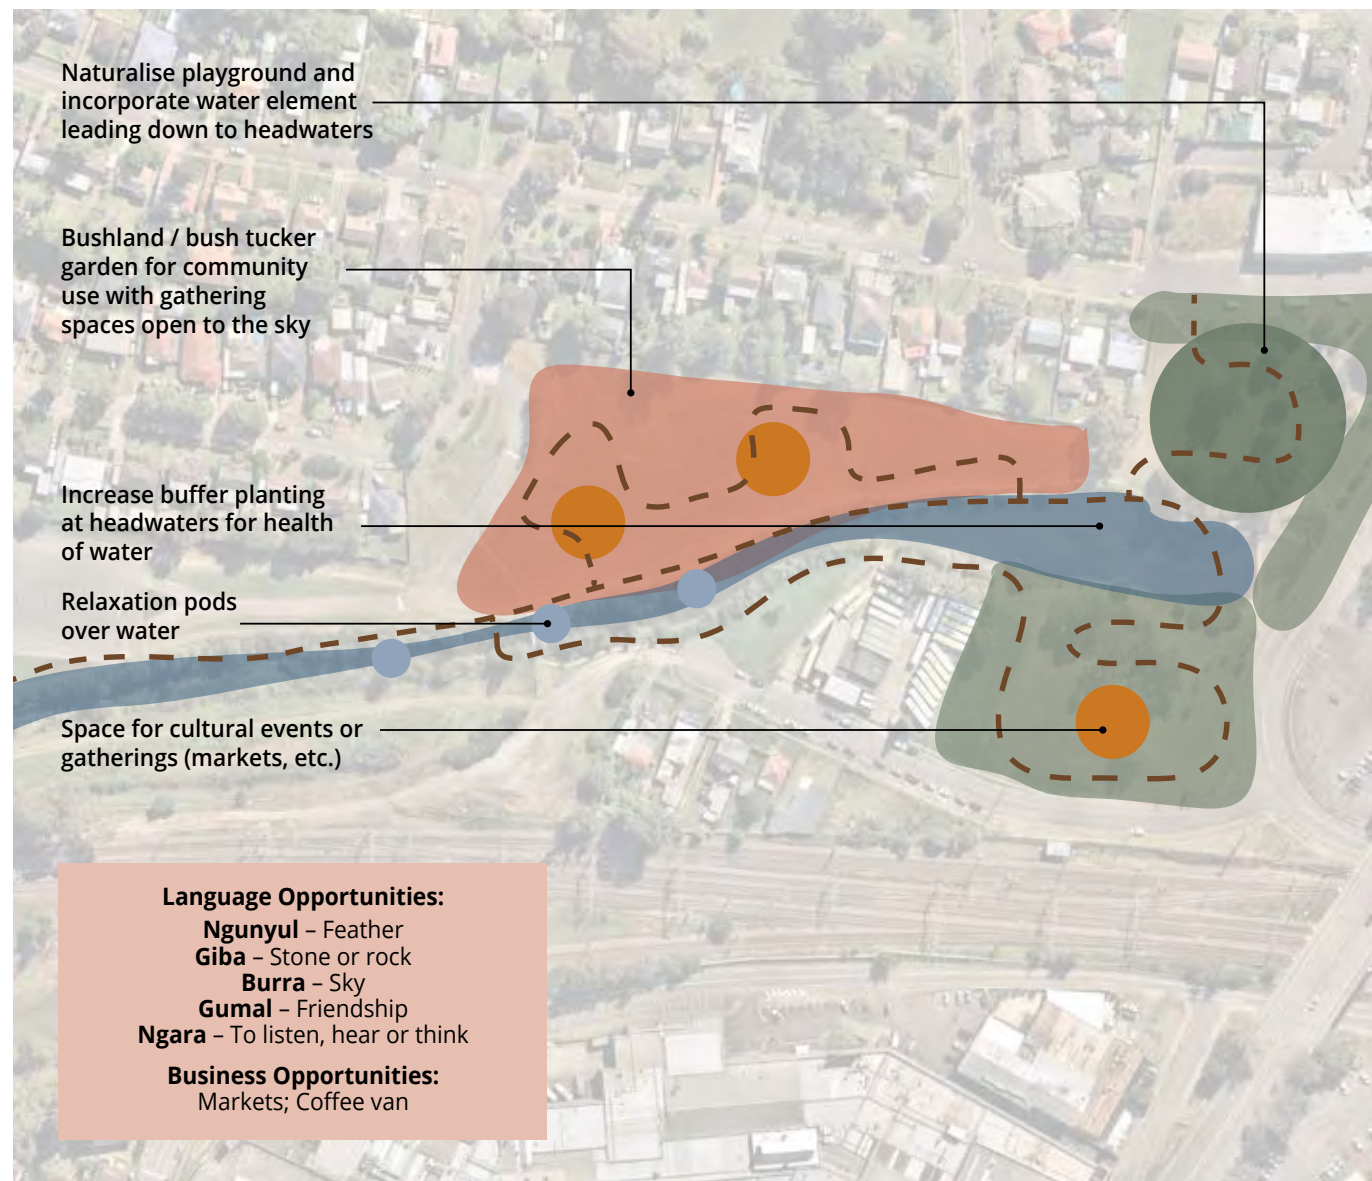 Naturalise playground and
incorporate water element
leading down to headwaters
Bushland / bush tucker
garden for community
use with gathering
spaces open to the sky
Increase buffer planting
at headwaters for health
of water
Relaxation pods
over water
Space for cultural events or
gatherings (markets, etc.)
Language Opportunities:
Ngunyul – Feather
Giba – Stone or rock
Burra – Sky
Gumal – Friendship
Ngara – To listen, hear or think
Business Opportunities:
Markets; Coffee van